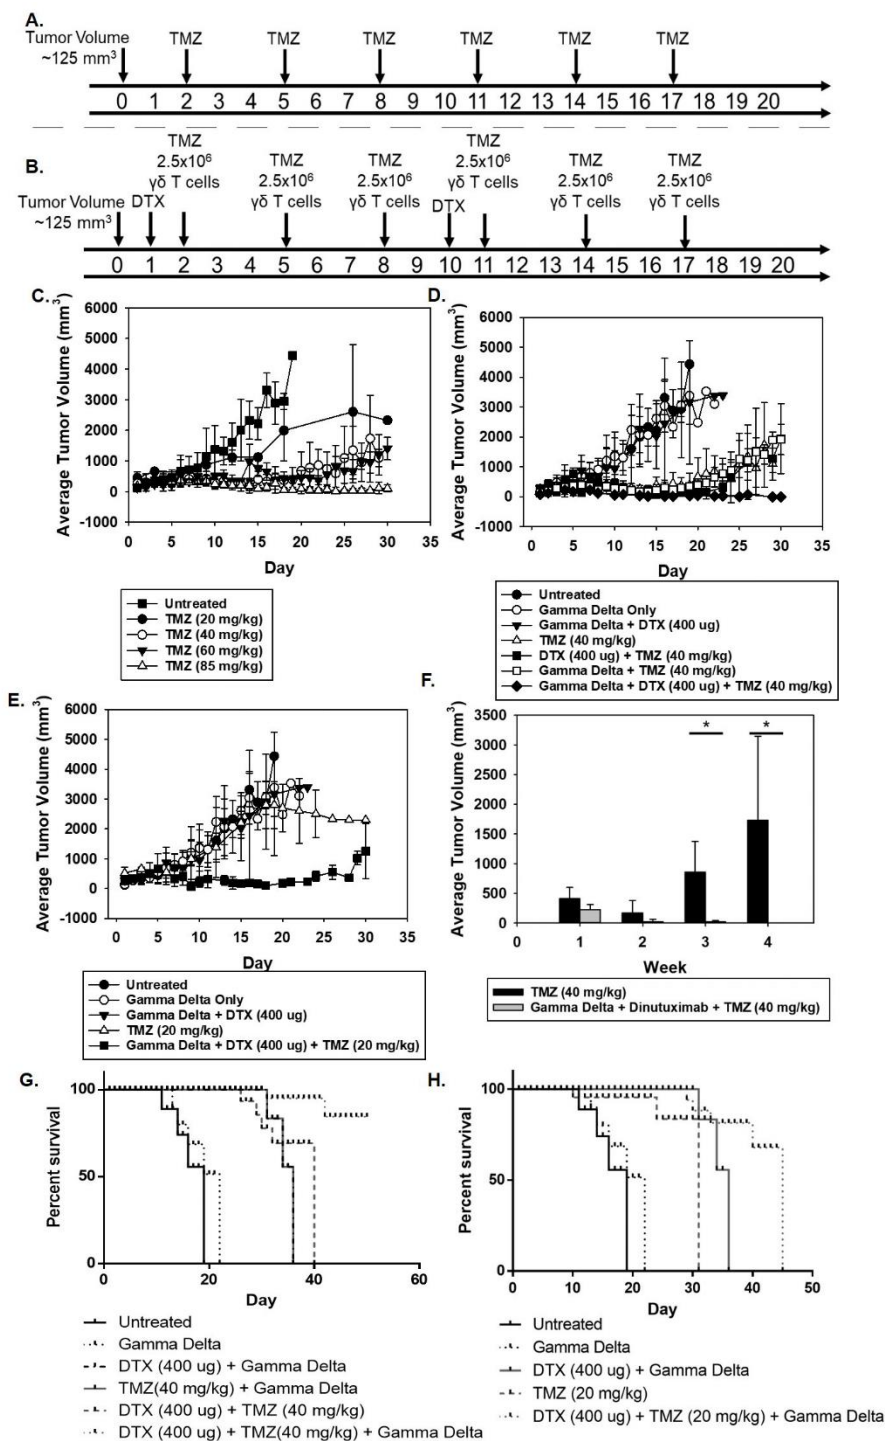 A.
Tumor Volume
~125 mm³
TMZ TMZ TMZ TMZ TMZ TMZ
0 1 2 3 4 5 6 7 8 9 10 11 12 13 14 15 16 17 18 19 20
B.
Tumor Volume
~125 mm³
DTX
TMZ
2.5x10⁶
γδ T cells
TMZ
2.5x10⁶
γδ T cells
TMZ
2.5x10⁶
γδ T cells
DTX
TMZ
2.5x10⁶
γδ T cells
TMZ
2.5x10⁶
γδ T cells
TMZ
2.5x10⁶
γδ T cells
0 1 2 3 4 5 6 7 8 9 10 11 12 13 14 15 16 17 18 19 20
C.
Average Tumor Volume (mm³)
6000
5000
4000
3000
2000
1000
0
-1000
0 5 10 15 20 25 30 35
Day
Untreated
TMZ (20 mg/kg)
TMZ (40 mg/kg)
TMZ (60 mg/kg)
TMZ (85 mg/kg)
D.
Average Tumor Volume (mm³)
6000
5000
4000
3000
2000
1000
0
-1000
0 5 10 15 20 25 30 35
Day
Untreated
Gamma Delta Only
Gamma Delta + DTX (400 ug)
TMZ (40 mg/kg)
DTX (400 ug) + TMZ (40 mg/kg)
Gamma Delta + TMZ (40 mg/kg)
Gamma Delta + DTX (400 ug) + TMZ (40 mg/kg)
E.
Average Tumor Volume (mm³)
6000
5000
4000
3000
2000
1000
0
-1000
0 5 10 15 20 25 30 35
Day
Untreated
Gamma Delta Only
Gamma Delta + DTX (400 ug)
TMZ (20 mg/kg)
Gamma Delta + DTX (400 ug) + TMZ (20 mg/kg)
F.
Average Tumor Volume (mm³)
3500
3000
2500
2000
1500
1000
500
0
* *
0 1 2 3 4
Week
TMZ (40 mg/kg)
Gamma Delta + Dinutuximab + TMZ (40 mg/kg)
G.
Percent survival
100
50
0
0 20 40 60
Day
Untreated
Gamma Delta
DTX (400 ug) + Gamma Delta
TMZ(40 mg/kg) + Gamma Delta
DTX (400 ug) + TMZ (40 mg/kg)
DTX (400 ug) + TMZ(40 mg/kg) + Gamma Delta
H.
Percent survival
100
50
0
0 10 20 30 40 50
Day
Untreated
Gamma Delta
DTX (400 ug) + Gamma Delta
TMZ (20 mg/kg)
DTX (400 ug) + TMZ (20 mg/kg) + Gamma Delta